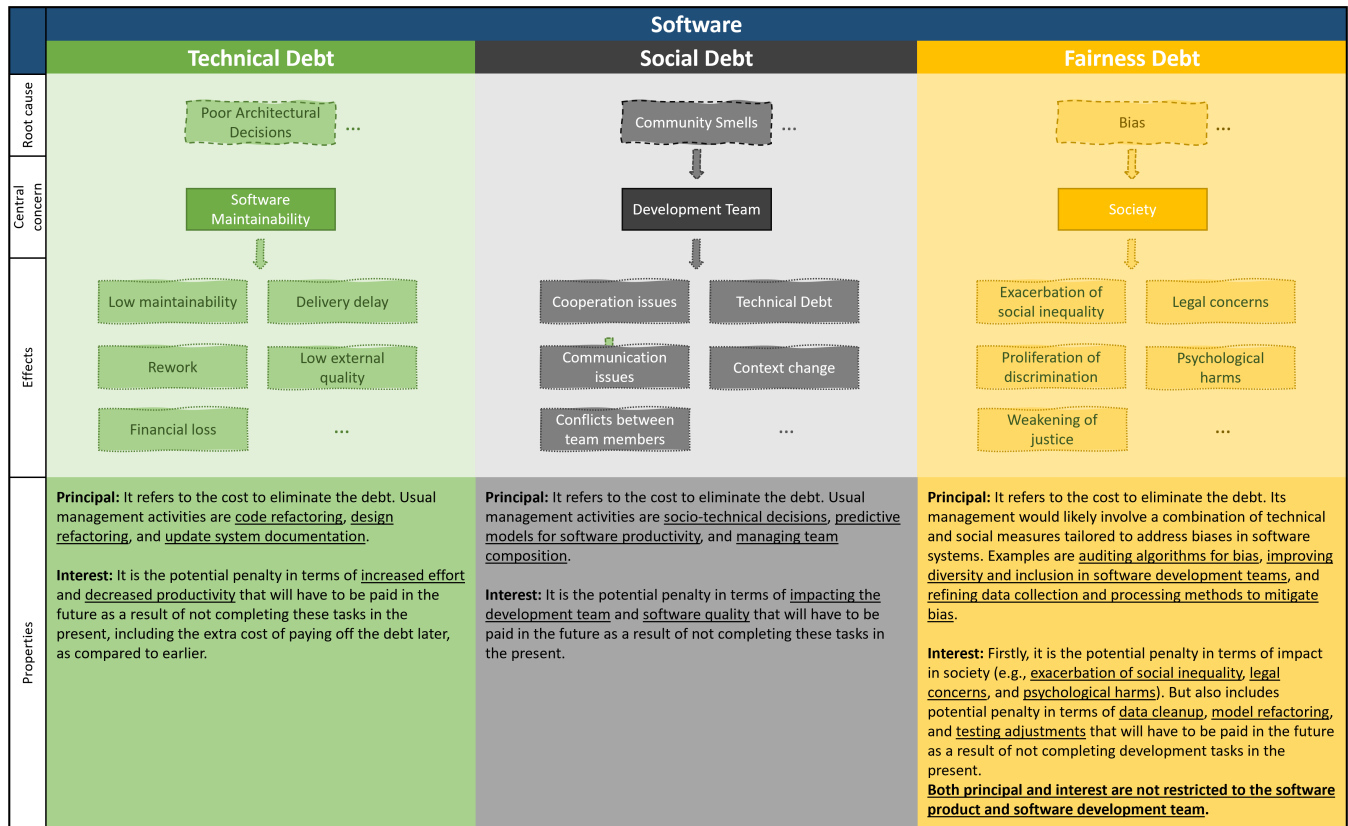 Software
Technical Debt
Social Debt
Fairness Debt
Root cause
Poor Architectural
Decisions
...
Community Smells
...
Bias
...
Central
concern
Software
Maintainability
Development Team
Society
Effects
Low maintainability
Delivery delay
Rework
Low external
quality
Financial loss
...
Cooperation issues
Technical Debt
Communication
issues
Context change
Conflicts between
team members
...
Exacerbation of
social inequality
Legal concerns
Proliferation of
discrimination
Psychological
harms
Weakening of
justice
...
Properties
Principal: It refers to the cost to eliminate the debt. Usual
management activities are code refactoring, design
refactoring, and update system documentation.
Interest: It is the potential penalty in terms of increased effort
and decreased productivity that will have to be paid in the
future as a result of not completing these tasks in the
present, including the extra cost of paying off the debt later,
as compared to earlier.
Principal: It refers to the cost to eliminate the debt. Usual
management activities are socio-technical decisions, predictive
models for software productivity, and managing team
composition.
Interest: It is the potential penalty in terms of impacting the
development team and software quality that will have to be
paid in the future as a result of not completing these tasks in
the present.
Principal: It refers to the cost to eliminate the debt. Its
management would likely involve a combination of technical
and social measures tailored to address biases in software
systems. Examples are auditing algorithms for bias, improving
diversity and inclusion in software development teams, and
refining data collection and processing methods to mitigate
bias.
Interest: Firstly, it is the potential penalty in terms of impact
in society (e.g., exacerbation of social inequality, legal
concerns, and psychological harms). But also includes
potential penalty in terms of data cleanup, model refactoring,
and testing adjustments that will have to be paid in the future
as a result of not completing development tasks in the
present.
Both principal and interest are not restricted to the software
product and software development team.